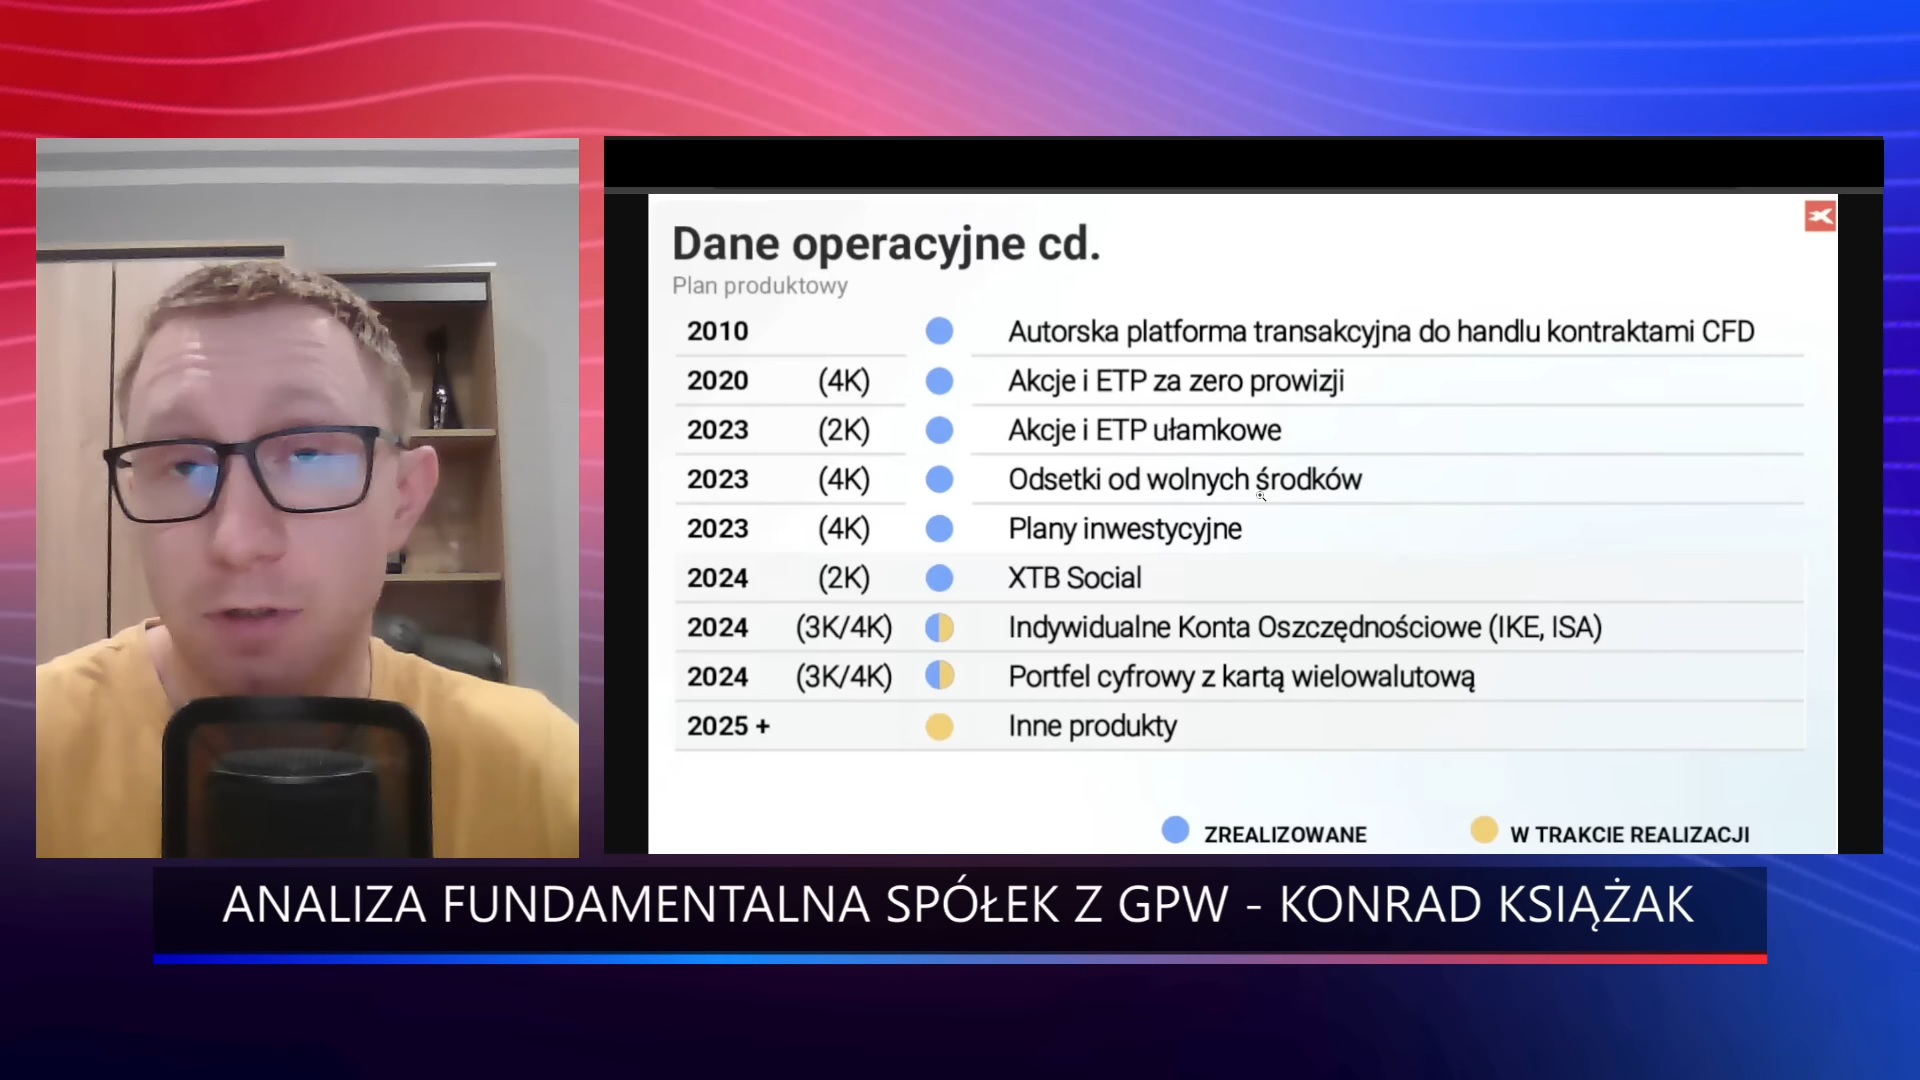 Dane operacyjne cd.
Plan produktowy
2010 Autorska platforma transakcyjna do handlu kontraktami CFD
2020 (4K) Akcje i ETP za zero prowizji
2023 (2K) Akcje i ETP ułamkowe
2023 (4K) Odsetki od wolnych środków
2023 (4K) Plany inwestycyjne
2024 (2K) XTB Social
2024 (3K/4K) Indywidualne Konta Oszczędnościowe (IKE, ISA)
2024 (3K/4K) Portfel cyfrowy z kartą wielowalutową
2025 + Inne produkty
ZREALIZOWANE W TRAKCIE REALIZACJI
ANALIZA FUNDAMENTALNA SPÓŁEK Z GPW - KONRAD KSIĄŻAK